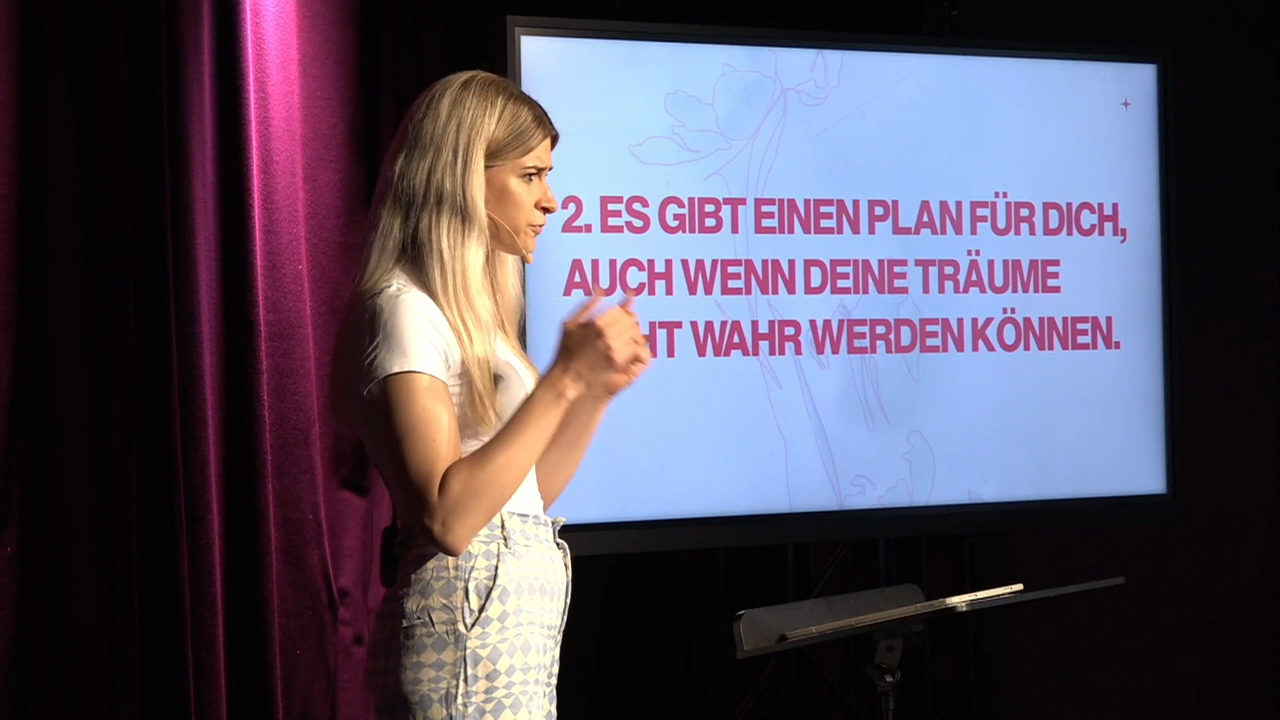 2. ES GIBT EINEN PLAN FÜR DICH,
AUCH WENN DEINE TRÄUME
WAHR WERDEN KÖNNEN.